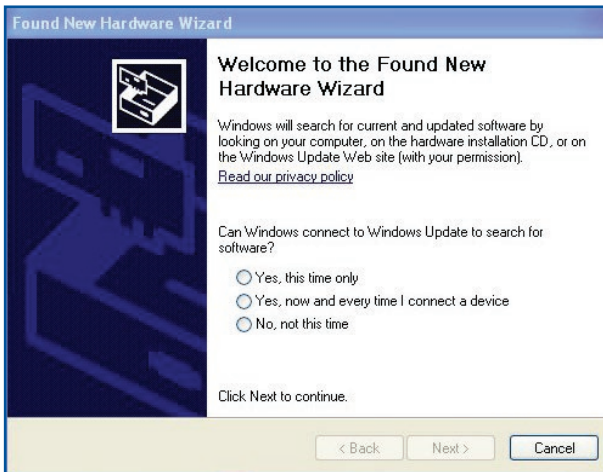 Found New Hardware Wizard
Welcome to the Found New
Hardware Wizard
Windows will search for current and updated software by
looking on your computer, on the hardware installation CD, or on
the Windows Update Web site (with your permission).
Read our privacy policy
Can Windows connect to Windows Update to search for
software?
Yes, this time only
Yes, now and every time I connect a device
No, not this time
Click Next to continue.
< Back
Next >
Cancel